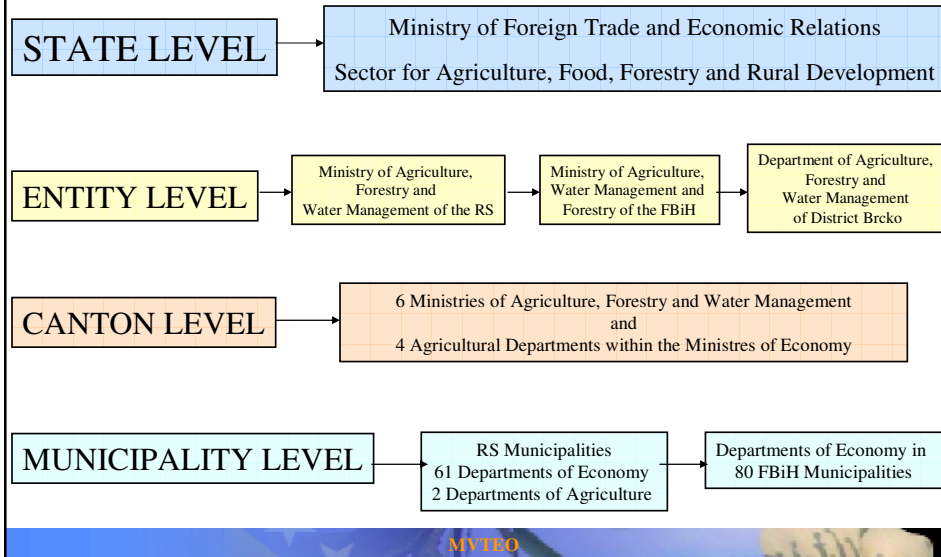 STATE LEVEL
Ministry of Foreign Trade and Economic Relations
Sector for Agriculture, Food, Forestry and Rural Development
ENTITY LEVEL
Ministry of Agriculture,
Forestry and
Water Management of the RS
Ministry of Agriculture,
Water Management and
Forestry of the FBiH
Department of Agriculture,
Forestry and
Water Management
of District Brcko
CANTON LEVEL
6 Ministries of Agriculture, Forestry and Water Management
and
4 Agricultural Departments within the Ministres of Economy
MUNICIPALITY LEVEL
RS Municipalities
61 Departments of Economy
2 Departments of Agriculture
Departments of Economy in
80 FBiH Municipalities
MVTEO